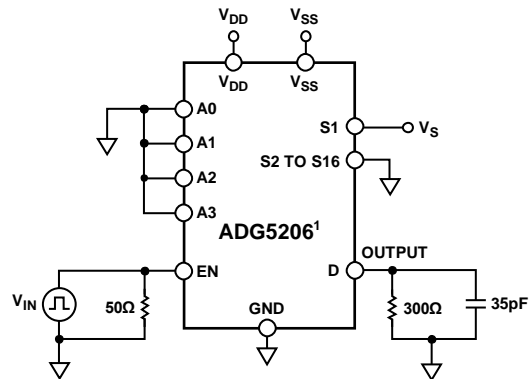 VDD
VSS
VDD
VSS
A0
A1
A2
A3
S1
VS
S2 TO S16
ADG5206¹
OUTPUT
EN
D
VIN
50Ω
GND
300Ω
35pF